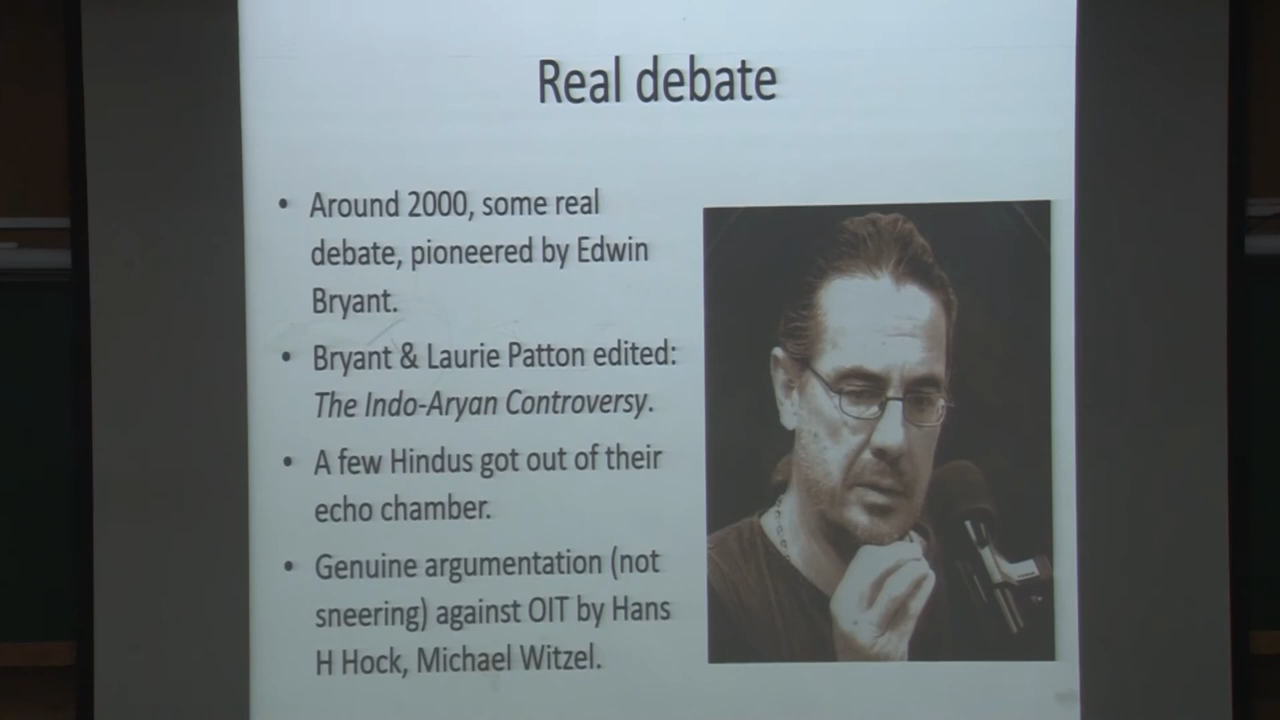 Real debate
• Around 2000, some real
debate, pioneered by Edwin
Bryant.
• Bryant & Laurie Patton edited:
The Indo-Aryan Controversy.
• A few Hindus got out of their
echo chamber.
• Genuine argumentation (not
sneering) against OIT by Hans
H Hock, Michael Witzel.